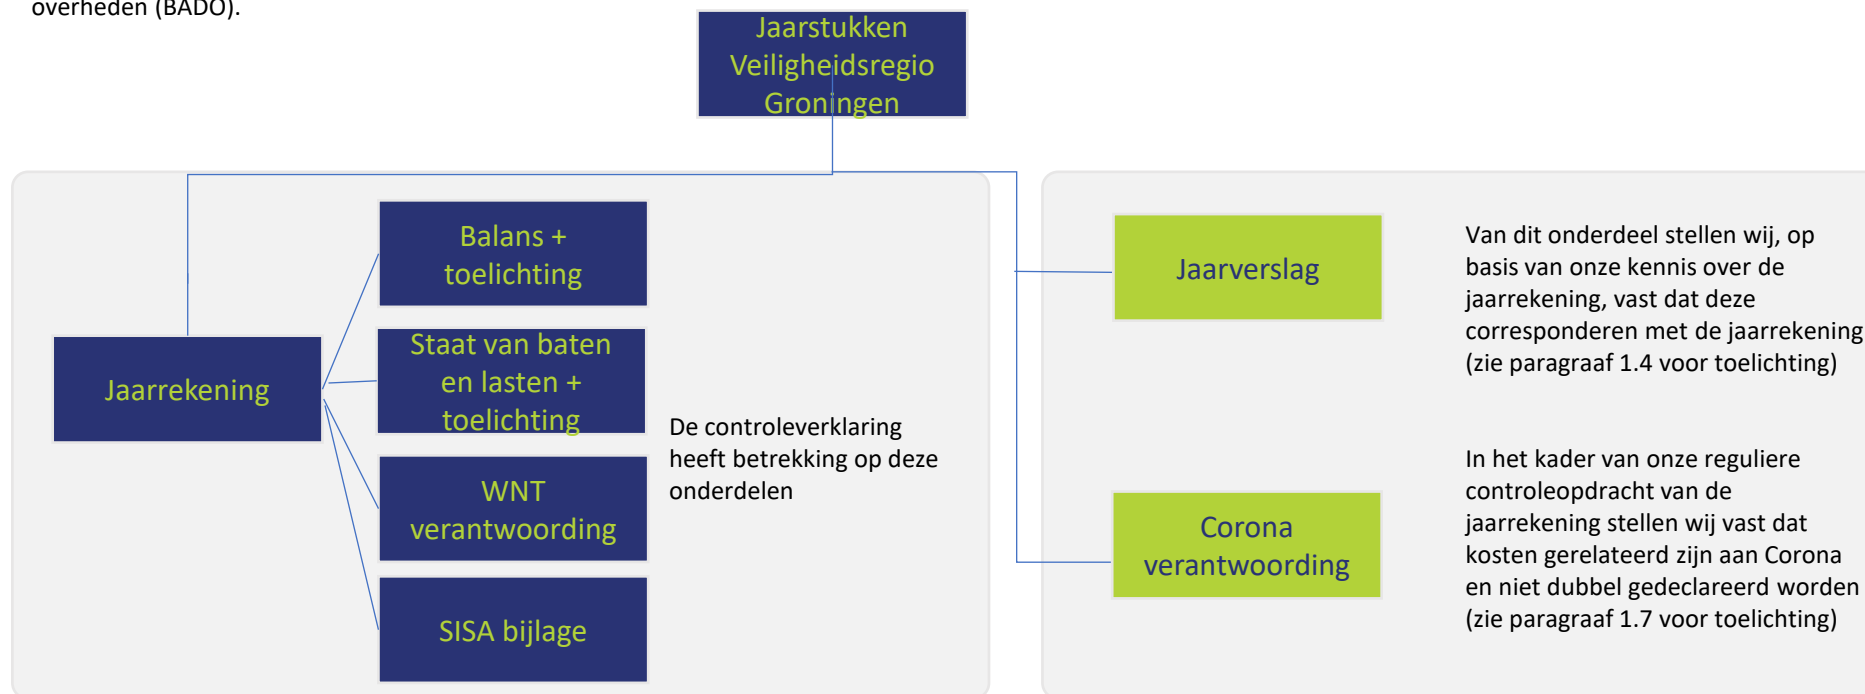 overheden (BADO).
Jaarstukken
Veiligheidsregio
Groningen
Jaarrekening
Balans +
toelichting
Staat van baten
en lasten +
toelichting
WNT
verantwoording
SISA bijlage
De controleverklaring
heeft betrekking op deze
onderdelen
Jaarverslag
Van dit onderdeel stellen wij, op
basis van onze kennis over de
jaarrekening, vast dat deze
corresponderen met de jaarrekening
(zie paragraaf 1.4 voor toelichting)
Corona
verantwoording
In het kader van onze reguliere
controleopdracht van de
jaarrekening stellen wij vast dat
kosten gerelateerd zijn aan Corona
en niet dubbel gedeclareerd worden
(zie paragraaf 1.7 voor toelichting)